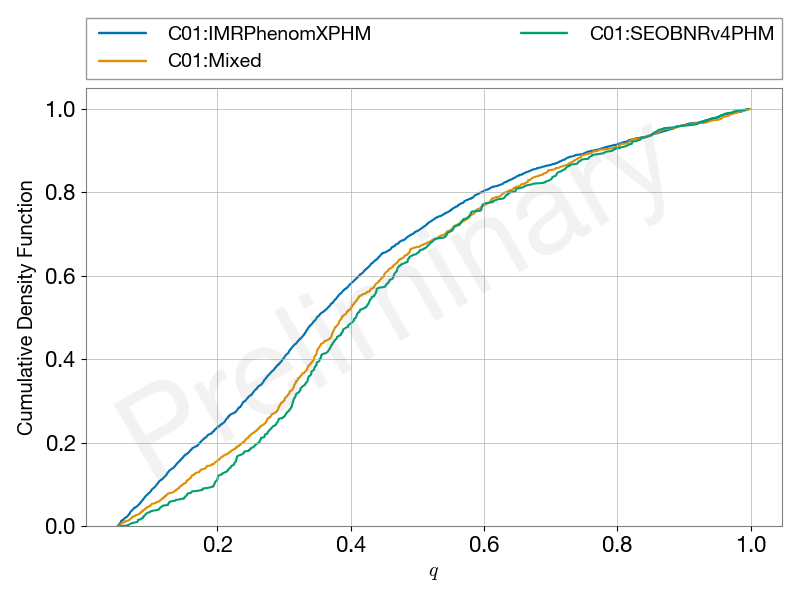 C01:IMRPhenomXPHM
C01:Mixed
C01:SEOBNRv4PHM
1.0
0.8
0.6
0.4
0.2
0.0
Cumulative Density Function
Preliminary
0.2 0.4 0.6 0.8 1.0
q